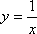 y = 1/x